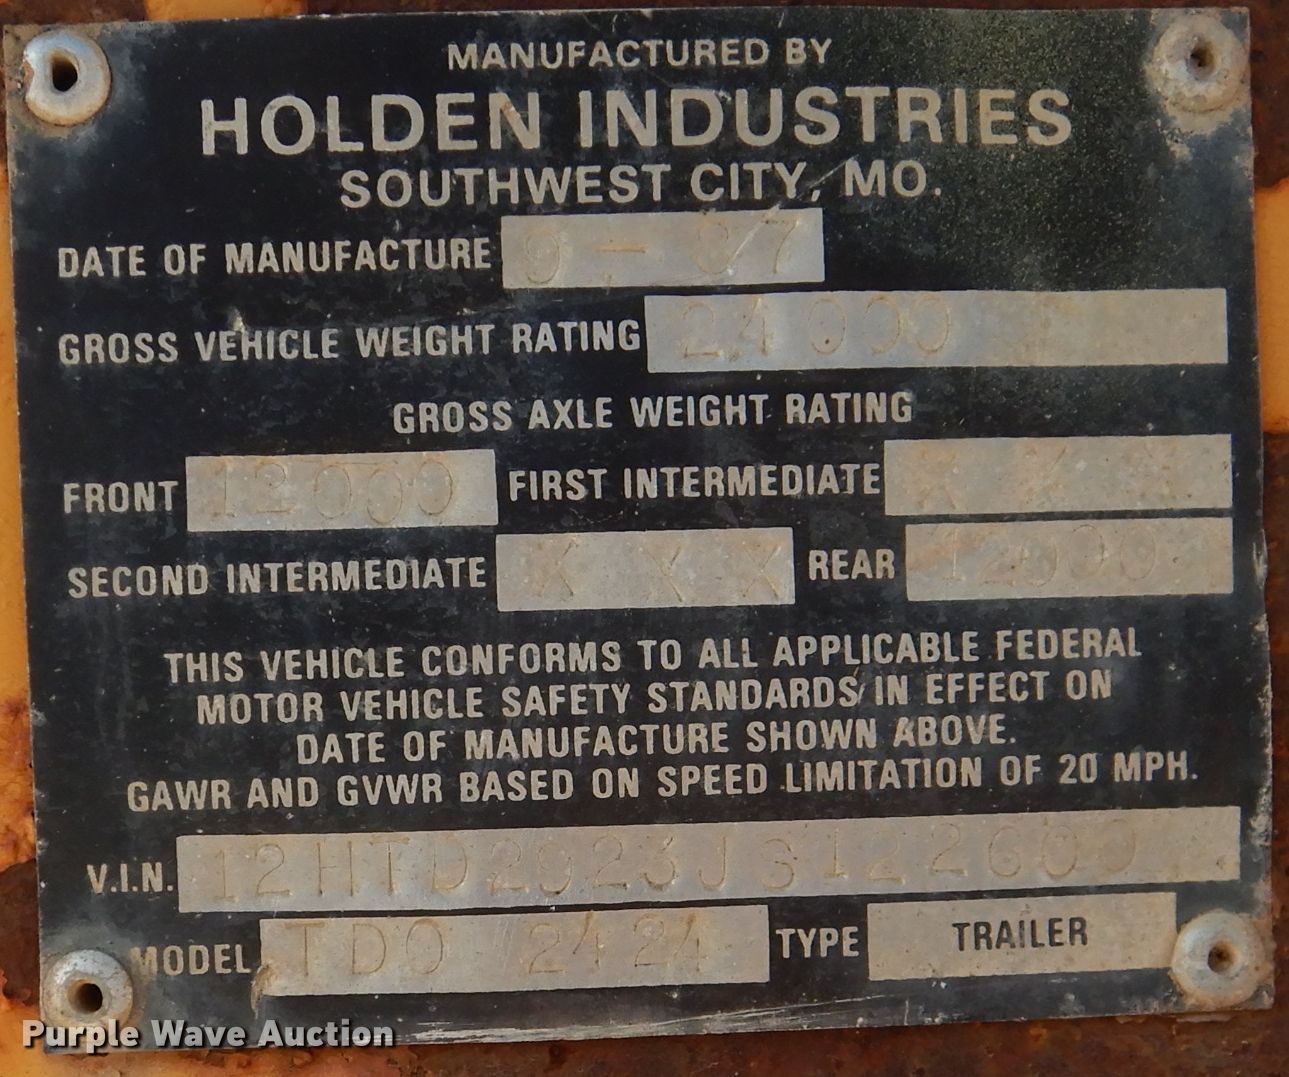 MANUFACTURED BY
HOLDEN INDUSTRIES
SOUTHWEST CITY, MO.
DATE OF MANUFACTURE 9-87
GROSS VEHICLE WEIGHT RATING 24000
GROSS AXLE WEIGHT RATING
FRONT 12000 FIRST INTERMEDIATE X X X
SECOND INTERMEDIATE X X X REAR 12000
THIS VEHICLE CONFORMS TO ALL APPLICABLE FEDERAL
MOTOR VEHICLE SAFETY STANDARDS IN EFFECT ON
DATE OF MANUFACTURE SHOWN ABOVE.
GAWR AND GVWR BASED ON SPEED LIMITATION OF 20 MPH.
V.I.N.
MODEL TDO 2424 TYPE TRAILER
Purple Wave Auction